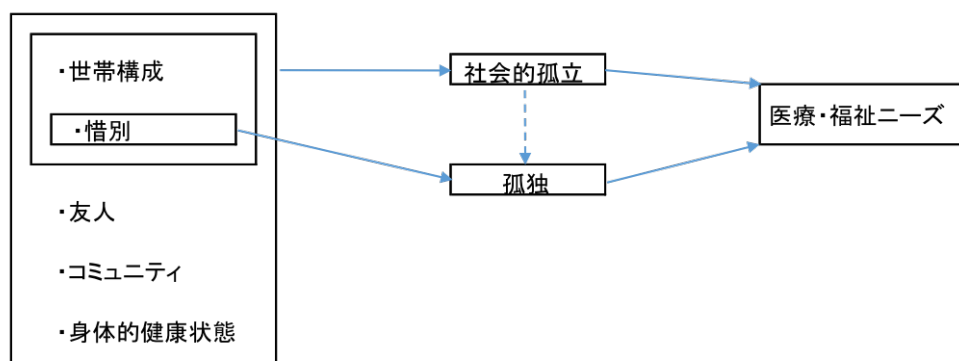 ・世帯構成
・惜別
・友人
・コミュニティ
・身体的健康状態
社会的孤立
孤独
医療・福祉ニーズ